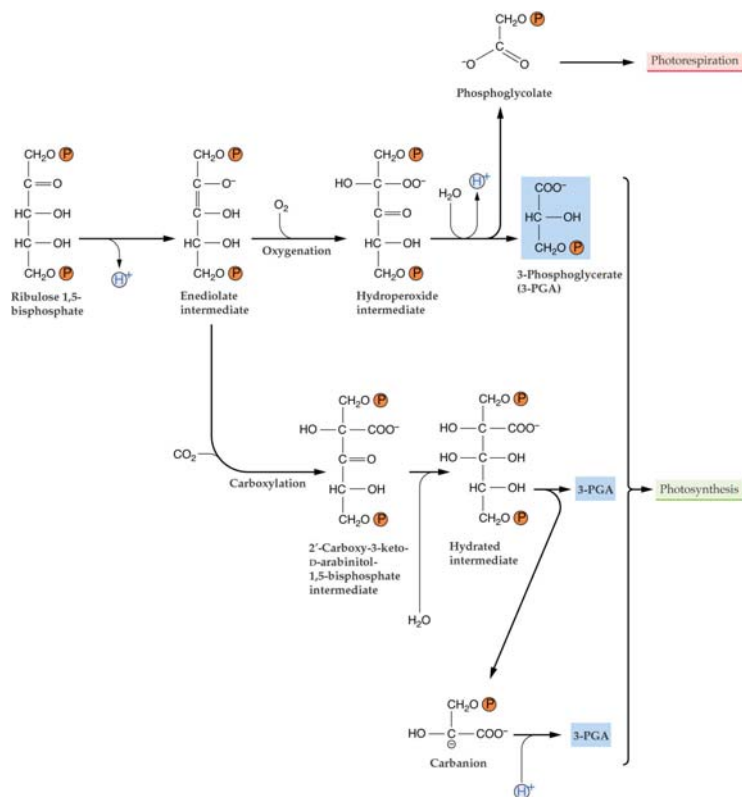 CH₂O P
C
⁻O
O
Phosphoglycolate
Photorespiration
CH₂O P
C=O
HC—OH
HC—OH
CH₂O P
Ribulose 1,5-
bisphosphate
H⁺
CH₂O P
C—O⁻
C—OH
HC—OH
CH₂O P
Enediolate
intermediate
O₂
Oxygenation
CH₂O P
HO—C—OO⁻
C=O
HC—OH
CH₂O P
Hydroperoxide
intermediate
H₂O
H⁺
COO⁻
HC—OH
CH₂O P
3-Phosphoglycerate
(3-PGA)
CO₂
Carboxylation
CH₂O P
HO—C—COO⁻
C=O
HC—OH
CH₂O P
2′-Carboxy-3-keto-
D-arabinitol-
1,5-bisphosphate
intermediate
H₂O
CH₂O P
HO—C—COO⁻
HO—C—OH
HC—OH
CH₂O P
Hydrated
intermediate
3-PGA
Photosynthesis
CH₂O P
HO—C—COO⁻
⊖
Carbanion
H⁺
3-PGA